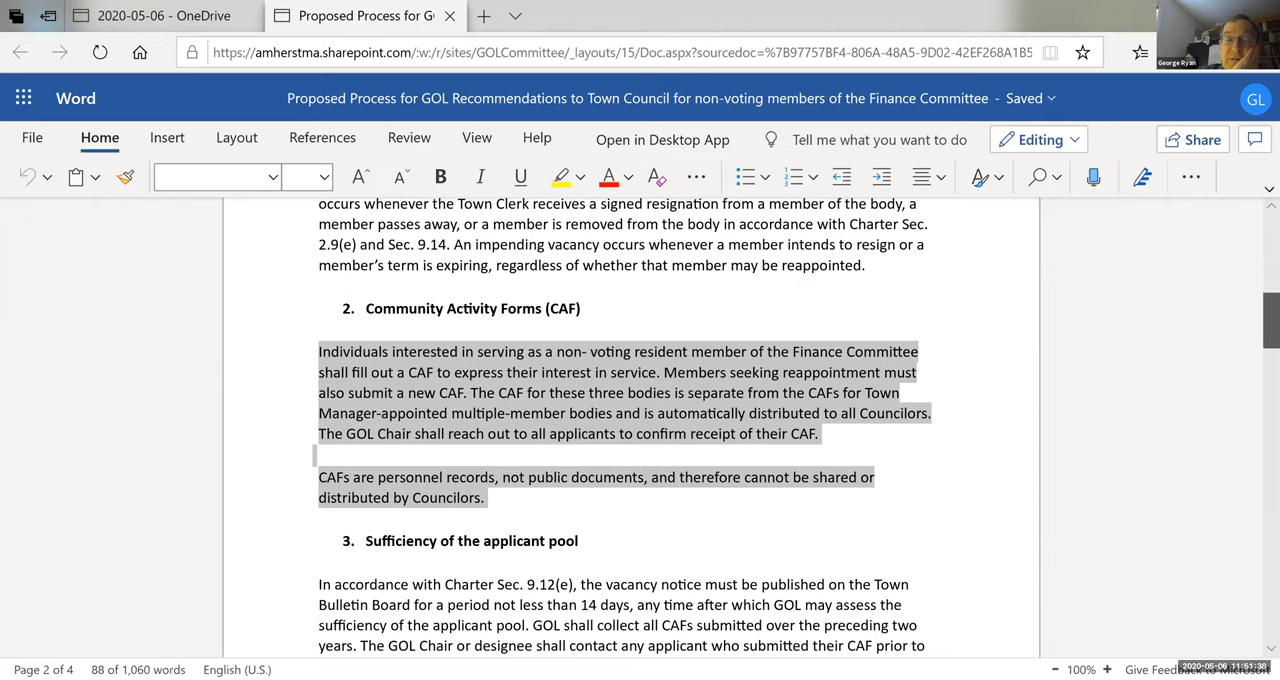 2020-05-06 - OneDrive
Proposed Process for G
https://amherstma.sharepoint.com/:w:/r/sites/GOLCommittee/_layouts/15/Doc.aspx?sourcedoc=%7B97757BF4-806A-48A5-9D02-42EF268A1B5
George Ryan
Word
Proposed Process for GOL Recommendations to Town Council for non-voting members of the Finance Committee - Saved
GL
File Home Insert Layout References Review View Help Open in Desktop App Tell me what you want to do Editing Share
occurs whenever the Town Clerk receives a signed resignation from a member of the body, a
member passes away, or a member is removed from the body in accordance with Charter Sec.
2.9(e) and Sec. 9.14. An impending vacancy occurs whenever a member intends to resign or a
member's term is expiring, regardless of whether that member may be reappointed.
2. Community Activity Forms (CAF)
Individuals interested in serving as a non- voting resident member of the Finance Committee
shall fill out a CAF to express their interest in service. Members seeking reappointment must
also submit a new CAF. The CAF for these three bodies is separate from the CAFs for Town
Manager-appointed multiple-member bodies and is automatically distributed to all Councilors.
The GOL Chair shall reach out to all applicants to confirm receipt of their CAF.
CAFs are personnel records, not public documents, and therefore cannot be shared or
distributed by Councilors.
3. Sufficiency of the applicant pool
In accordance with Charter Sec. 9.12(e), the vacancy notice must be published on the Town
Bulletin Board for a period not less than 14 days, any time after which GOL may assess the
sufficiency of the applicant pool. GOL shall collect all CAFs submitted over the preceding two
years. The GOL Chair or designee shall contact any applicant who submitted their CAF prior to
Page 2 of 4 88 of 1,060 words English (U.S.) - 100% + Give Feedback to Microsoft
2020-05-06 11:51:38